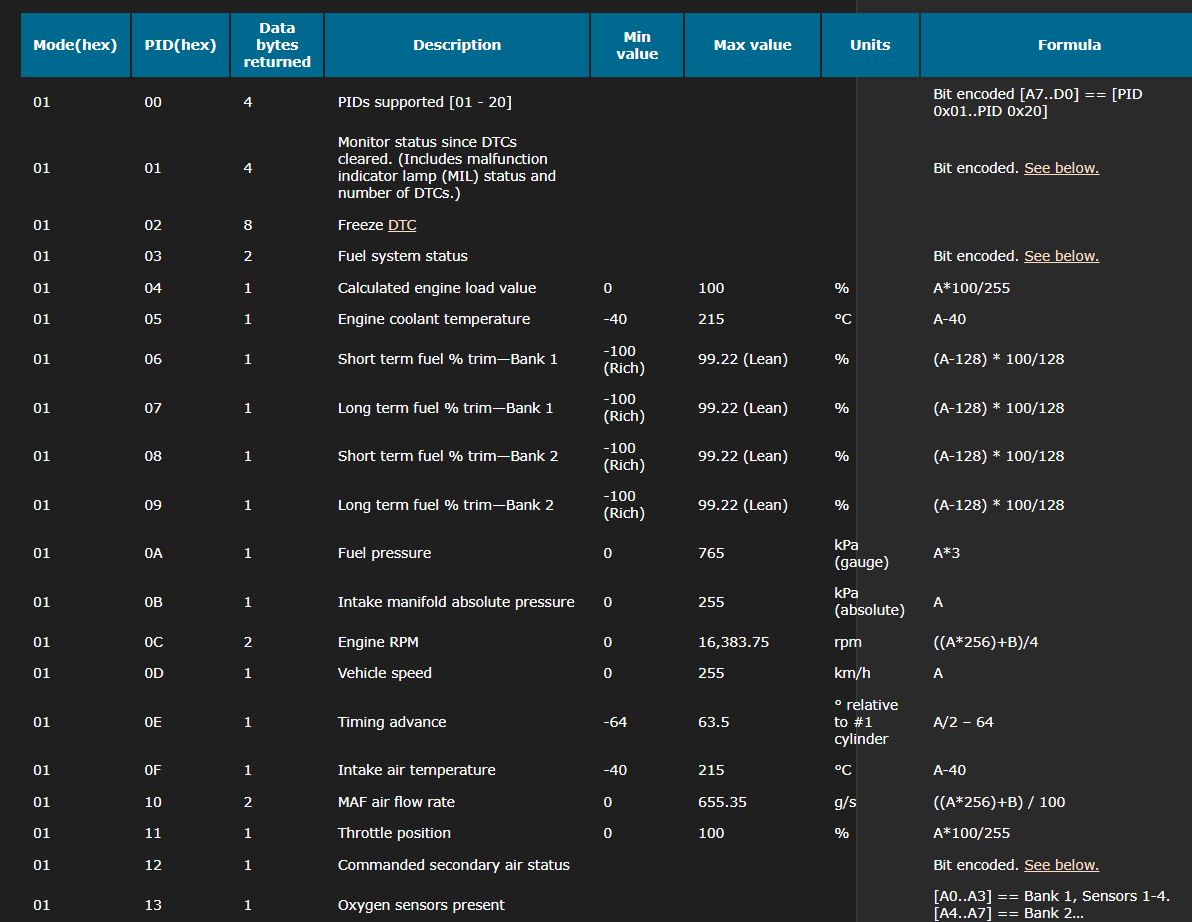 Mode(hex) PID(hex) Data bytes returned Description Min value Max value Units Formula
01 00 4 PIDs supported [01 - 20] Bit encoded [A7..D0] == [PID 0x01..PID 0x20]
01 01 4 Monitor status since DTCs cleared. (Includes malfunction indicator lamp (MIL) status and number of DTCs.) Bit encoded. See below.
01 02 8 Freeze DTC
01 03 2 Fuel system status Bit encoded. See below.
01 04 1 Calculated engine load value 0 100 % A*100/255
01 05 1 Engine coolant temperature -40 215 °C A-40
01 06 1 Short term fuel % trim—Bank 1 -100 (Rich) 99.22 (Lean) % (A-128) * 100/128
01 07 1 Long term fuel % trim—Bank 1 -100 (Rich) 99.22 (Lean) % (A-128) * 100/128
01 08 1 Short term fuel % trim—Bank 2 -100 (Rich) 99.22 (Lean) % (A-128) * 100/128
01 09 1 Long term fuel % trim—Bank 2 -100 (Rich) 99.22 (Lean) % (A-128) * 100/128
01 0A 1 Fuel pressure 0 765 kPa (gauge) A*3
01 0B 1 Intake manifold absolute pressure 0 255 kPa (absolute) A
01 0C 2 Engine RPM 0 16,383.75 rpm ((A*256)+B)/4
01 0D 1 Vehicle speed 0 255 km/h A
01 0E 1 Timing advance -64 63.5 ° relative to #1 cylinder A/2 – 64
01 0F 1 Intake air temperature -40 215 °C A-40
01 10 2 MAF air flow rate 0 655.35 g/s ((A*256)+B) / 100
01 11 1 Throttle position 0 100 % A*100/255
01 12 1 Commanded secondary air status Bit encoded. See below.
01 13 1 Oxygen sensors present [A0..A3] == Bank 1, Sensors 1-4. [A4..A7] == Bank 2...